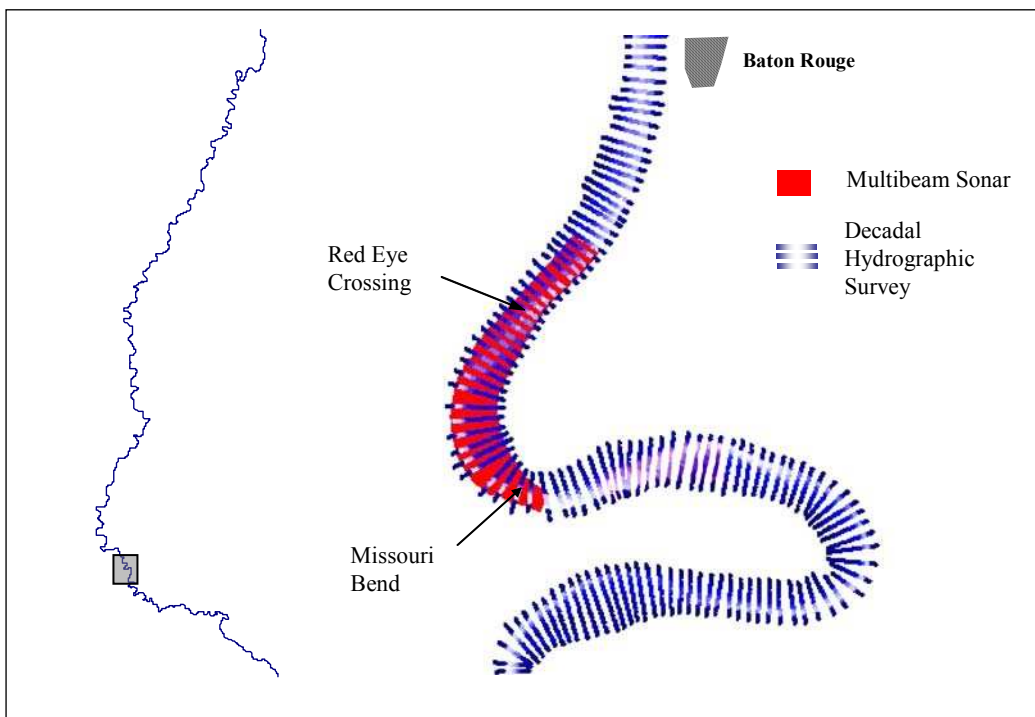 Baton Rouge
Multibeam Sonar
Decadal
Hydrographic
Survey
Red Eye
Crossing
Missouri
Bend